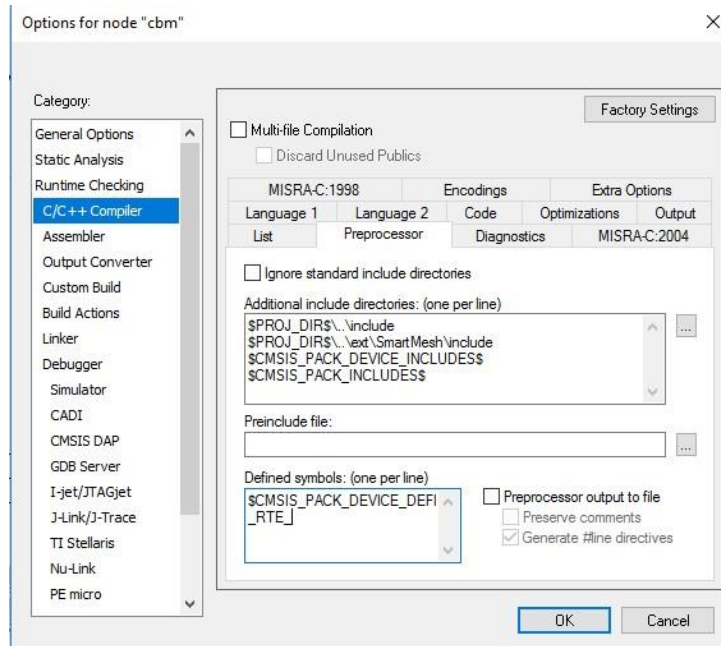 Options for node "cbm"
Category:
General Options
Static Analysis
Runtime Checking
C/C++ Compiler
Assembler
Output Converter
Custom Build
Build Actions
Linker
Debugger
Simulator
CADI
CMSIS DAP
GDB Server
I-jet/JTAGjet
J-Link/J-Trace
TI Stellaris
Nu-Link
PE micro
Factory Settings
Multi-file Compilation
Discard Unused Publics
MISRA-C:1998 Encodings Extra Options
Language 1 Language 2 Code Optimizations Output
List Preprocessor Diagnostics MISRA-C:2004
Ignore standard include directories
Additional include directories: (one per line)
$PROJ_DIR$\..\include
$PROJ_DIR$\..\ext\SmartMesh\include
$CMSIS_PACK_DEVICE_INCLUDES$
$CMSIS_PACK_INCLUDES$
...
Preinclude file:
...
Defined symbols: (one per line)
$CMSIS_PACK_DEVICE_DEFI
_RTE_
Preprocessor output to file
Preserve comments
Generate #line directives
OK Cancel